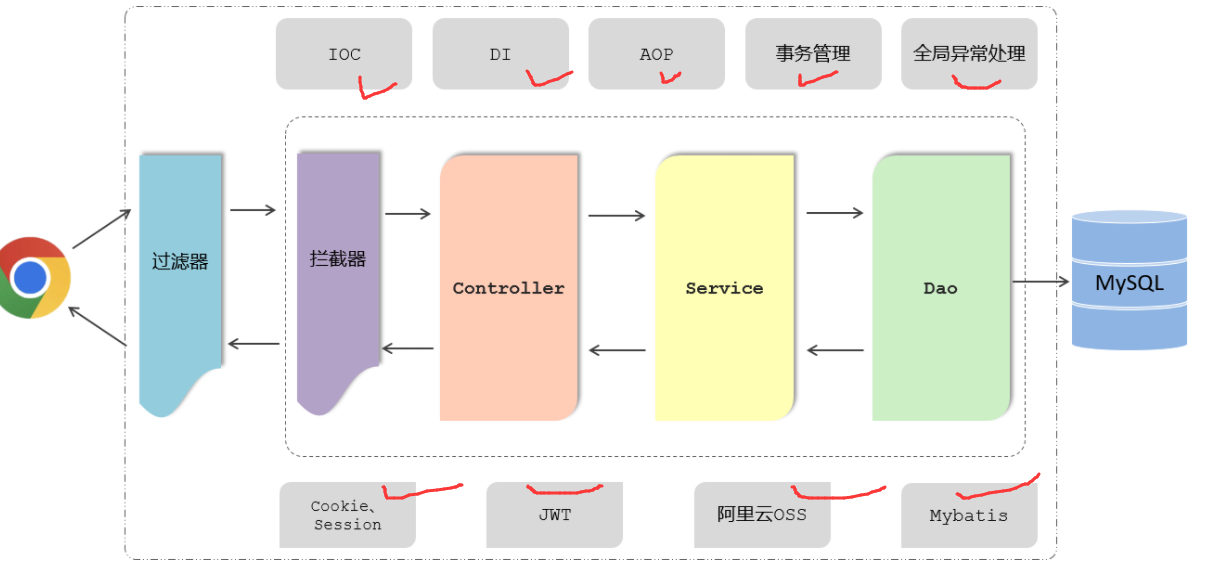 IOC
DI
AOP
事务管理
全局异常处理
过滤器
拦截器
Controller
Service
Dao
MySQL
Cookie、
Session
JWT
阿里云OSS
Mybatis